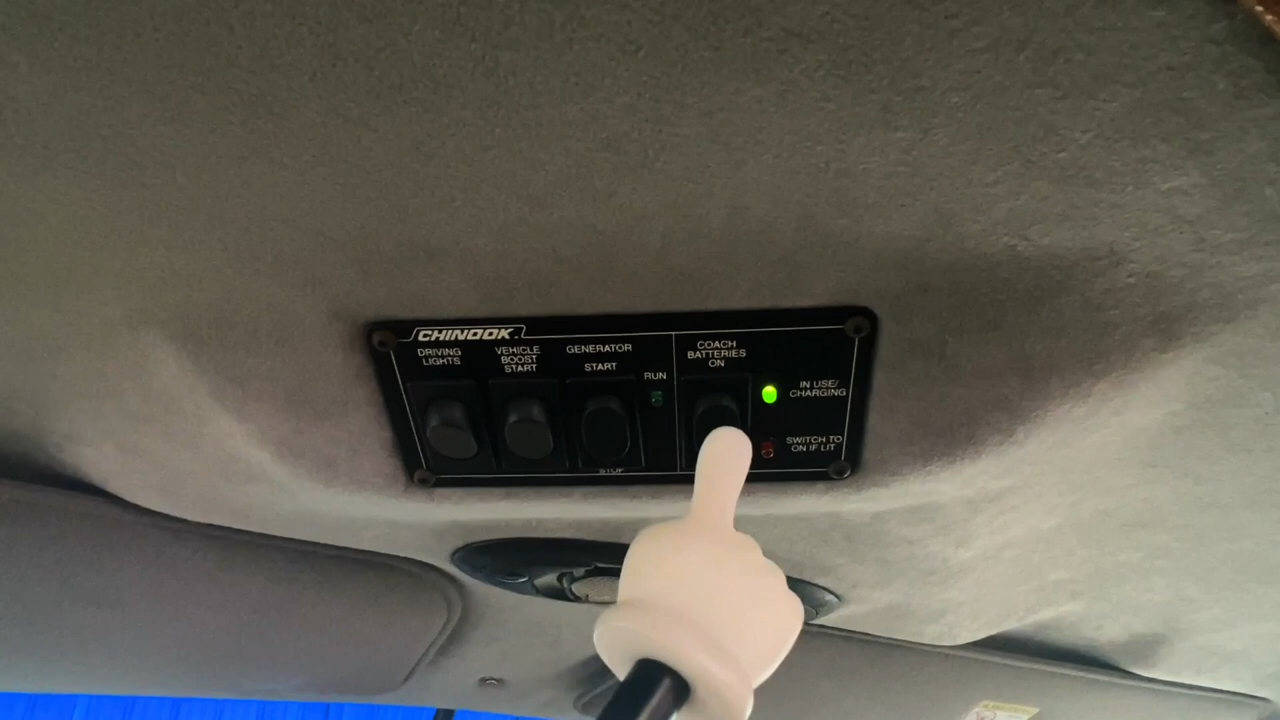 CHINOOK
DRIVING
LIGHTS
VEHICLE
BOOST
START
GENERATOR
START
RUN
STOP
COACH
BATTERIES
ON
IN USE/
CHARGING
SWITCH TO
ON IF LIT